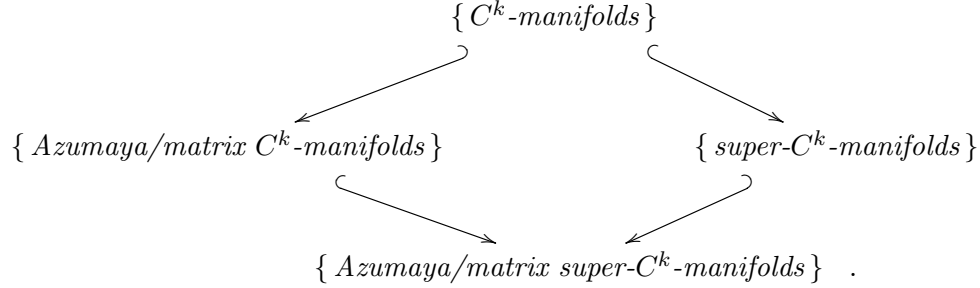 { C^k-manifolds}
{ Azumaya/matrix C^k-manifolds} { super-C^k-manifolds}
{ Azumaya/matrix super-C^k-manifolds} .